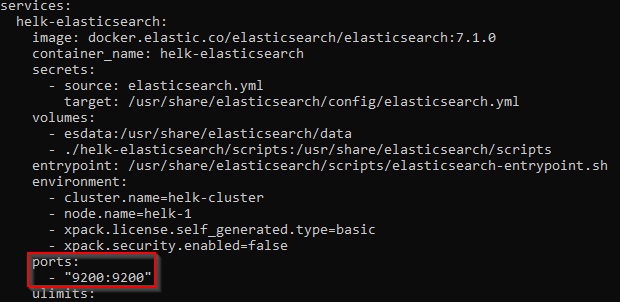 services:
  helk-elasticsearch:
    image: docker.elastic.co/elasticsearch/elasticsearch:7.1.0
    container_name: helk-elasticsearch
    secrets:
      - source: elasticsearch.yml
        target: /usr/share/elasticsearch/config/elasticsearch.yml
    volumes:
      - esdata:/usr/share/elasticsearch/data
      - ./helk-elasticsearch/scripts:/usr/share/elasticsearch/scripts
    entrypoint: /usr/share/elasticsearch/scripts/elasticsearch-entrypoint.sh
    environment:
      - cluster.name=helk-cluster
      - node.name=helk-1
      - xpack.license.self_generated.type=basic
      - xpack.security.enabled=false
    ports:
      - "9200:9200"
    ulimits: